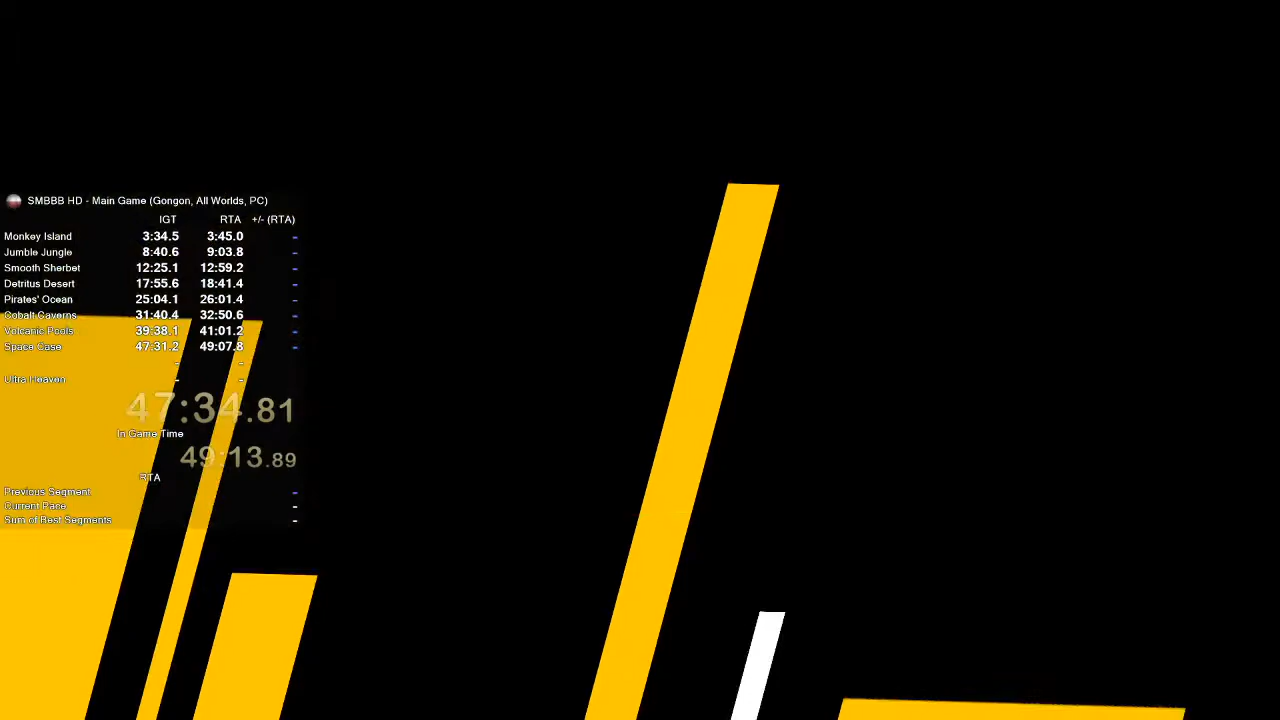 SMBBB HD - Main Game (Gongon, All Worlds, PC)
IGT RTA +/- (RTA)
Monkey Island 3:34.5 3:45.0 -
Jumble Jungle 8:40.6 9:03.8 -
Smooth Sherbet 12:25.1 12:59.2 -
Detritus Desert 17:55.6 18:41.4 -
Pirates' Ocean 25:04.1 26:01.4 -
Cobalt Caverns 31:40.4 32:50.6 -
Volcanic Pools 39:38.1 41:01.2 -
Space Case 47:31.2 49:07.8 -
- -
Ultra Heaven - -
47:34.81
In Game Time
49:13.89
RTA
Previous Segment -
Current Pace -
Sum of Best Segments -